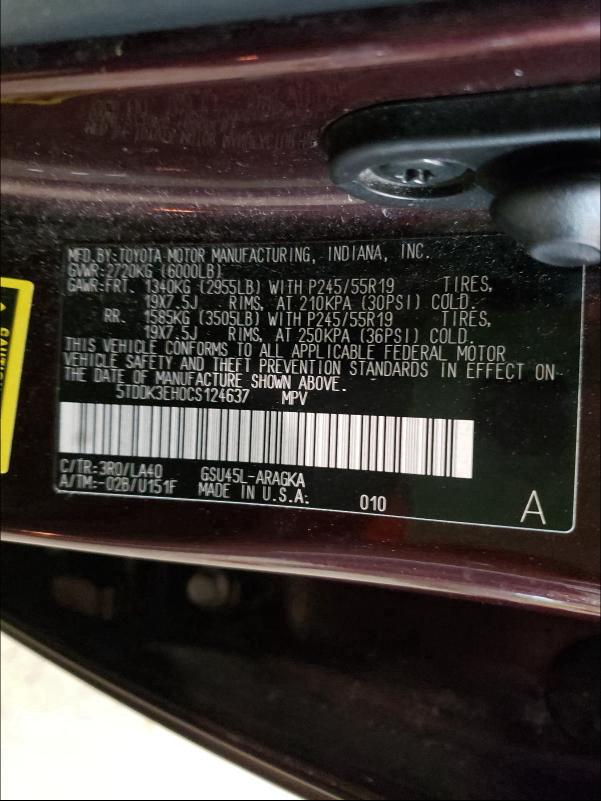 MFD.BY:TOYOTA MOTOR MANUFACTURING, INDIANA, INC.
GVWR:2720KG (6000LB)
GAWR:FRT. 1340KG (2955LB) WITH P245/55R19 TIRES,
19X7.5J RIMS, AT 210KPA (30PSI) COLD.
RR. 1585KG (3505LB) WITH P245/55R19 TIRES,
19X7.5J RIMS, AT 250KPA (36PSI) COLD.
THIS VEHICLE CONFORMS TO ALL APPLICABLE FEDERAL MOTOR
VEHICLE SAFETY AND THEFT PREVENTION STANDARDS IN EFFECT ON
THE DATE OF MANUFACTURE SHOWN ABOVE.
5TDDK3EH0CS124637 MPV
C/TR:3R0/LA40 GSU45L-ARAGKA
A/TM:-02B/U151F MADE IN U.S.A. 010
A
CAUTION